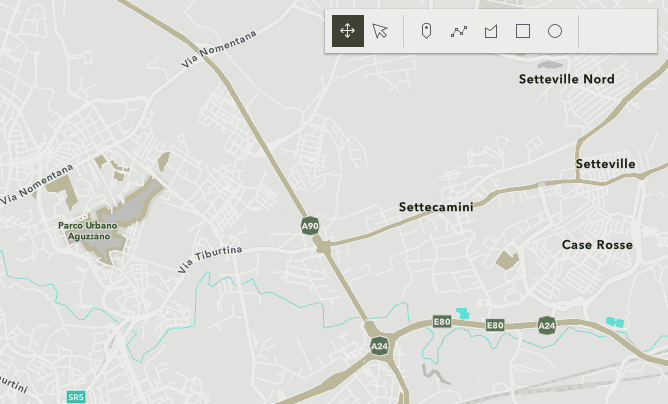 Via Nomentana
Setteville Nord
Setteville
Via Nomentana
Settecamini
Parco Urbano
Aguzzano
A90
Case Rosse
Via Tiburtina
E80
E80
A24
A24
SR5